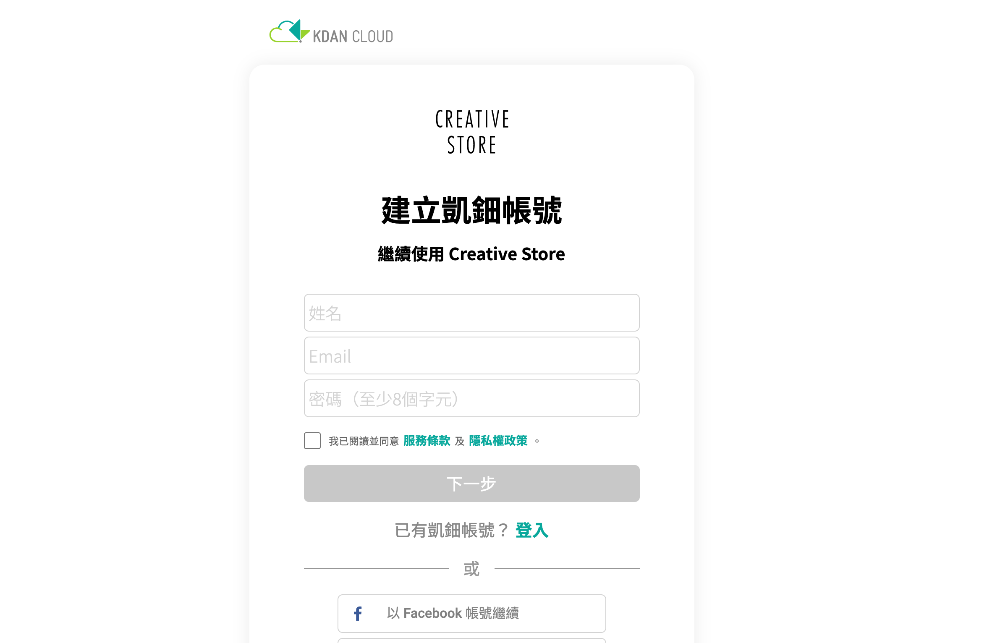 KDAN CLOUD
CREATIVE
STORE
建立凱鈿帳號
繼續使用 Creative Store
姓名
Email
密碼（至少8個字元）
我已閱讀並同意 服務條款 及 隱私權政策 。
下一步
已有凱鈿帳號？ 登入
或
以 Facebook 帳號繼續